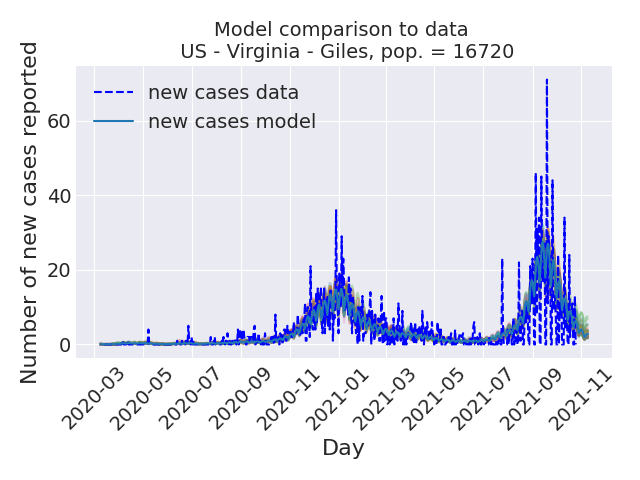 Model comparison to data
US - Virginia - Giles, pop. = 16720
Number of new cases reported
new cases data
new cases model
60
40
20
0
2020-03
2020-05
2020-07
2020-09
2020-11
2021-01
2021-03
2021-05
2021-07
2021-09
2021-11
Day